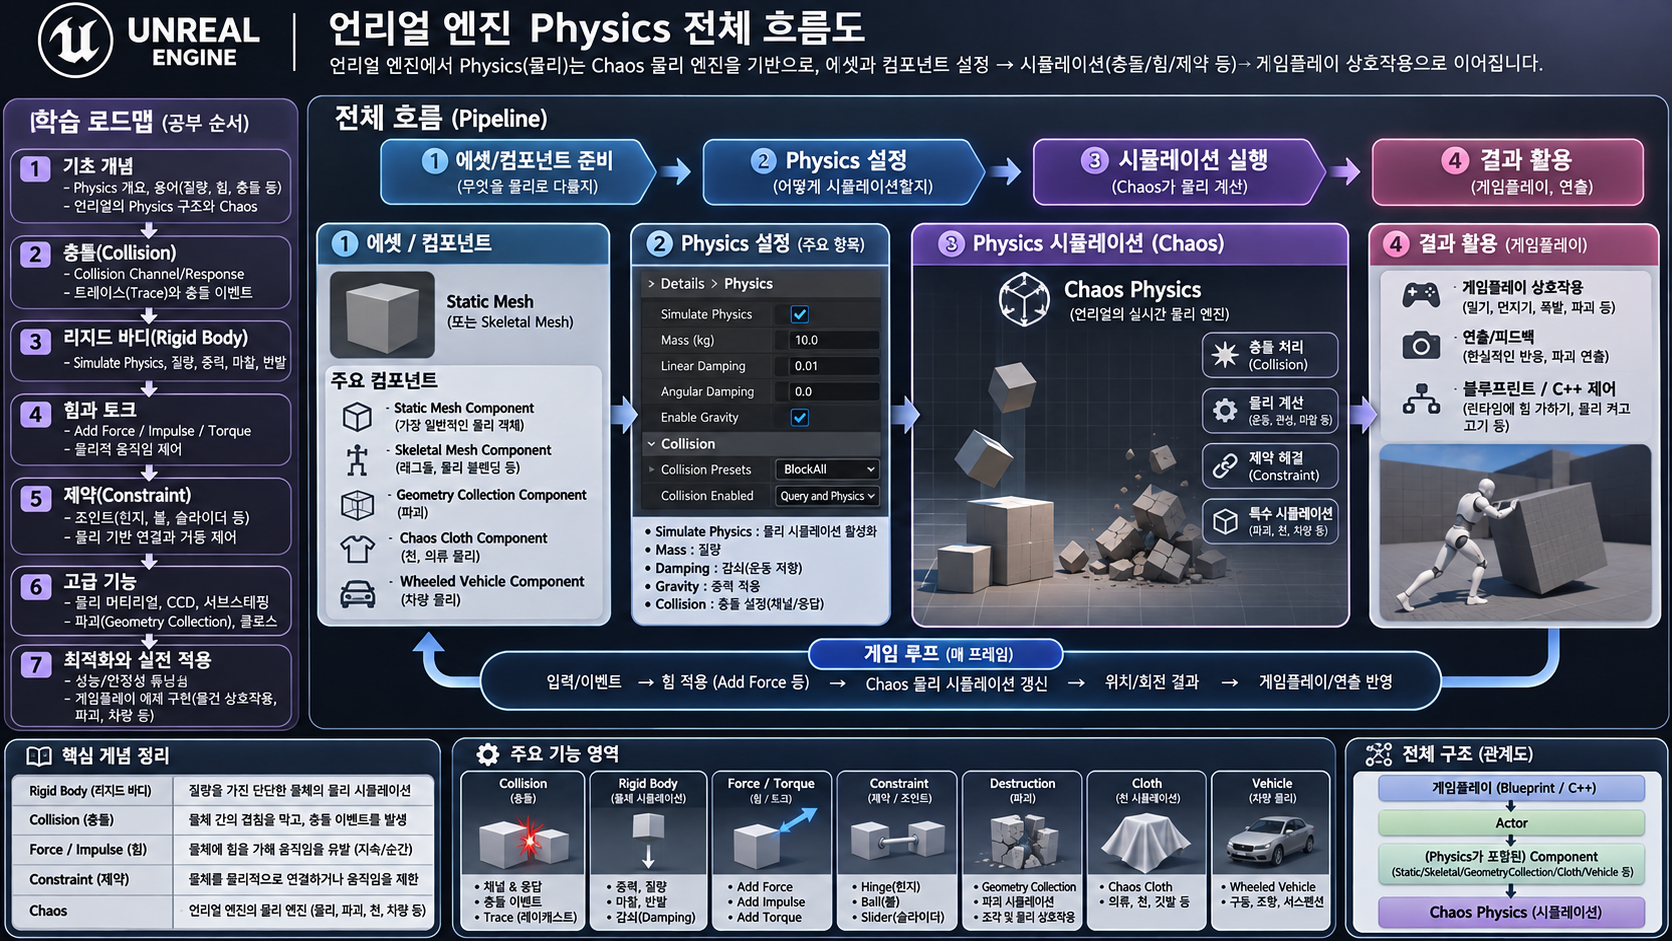 UNREAL
ENGINE
언리얼 엔진 Physics 전체 흐름도
언리얼 엔진에서 Physics(물리)는 Chaos 물리 엔진을 기반으로, 에셋과 컴포넌트 설정 → 시뮬레이션(충돌/힘/제약 등)→게임플레이 상호작용으로 이어집니다.
학습 로드맵 (공부 순서)
1 기초 개념
- Physics 개요, 용어(질량, 힘, 충돌 등)
- 언리얼의 Physics 구조와 Chaos
2 충돌(Collision)
- Collision Channel/Response
- 트레이스(Trace)와 충돌 이벤트
3 리지드 바디(Rigid Body)
- Simulate Physics, 질량, 중력, 마찰, 반발
4 힘과 토크
- Add Force / Impulse / Torque
- 물리적 움직임 제어
5 제약(Constraint)
- 조인트(힌지, 볼, 슬라이더 등)
- 물리 기반 연결과 거동 제어
6 고급 기능
- 물리 머티리얼, CCD, 서브스테핑
- 파괴(Geometry Collection), 클로스
7 최적화와 실전 적용
- 성능/안정성
- 게임플레이 예제 구현(물건 상호작용,
파괴, 차량 등)
전체 흐름 (Pipeline)
1 에셋/컴포넌트 준비
(무엇을 물리로 다룰지)
2 Physics 설정
(어떻게 시뮬레이션할지)
3 시뮬레이션 실행
(Chaos가 물리 계산)
4 결과 활용
(게임플레이, 연출)
1 에셋 / 컴포넌트
Static Mesh
(또는 Skeletal Mesh)
주요 컴포넌트
- Static Mesh Component
(가장 일반적인 물리 객체)
- Skeletal Mesh Component
(래그돌, 물리 블렌딩 등)
- Geometry Collection Component
(파괴)
- Chaos Cloth Component
(천, 의류 물리)
- Wheeled Vehicle Component
(차량 물리)
2 Physics 설정 (주요 항목)
> Details > Physics
Simulate Physics
Mass (kg) 10.0
Linear Damping 0.01
Angular Damping 0.0
Enable Gravity
Collision
Collision Presets BlockAll
Collision Enabled Query and Physics
• Simulate Physics : 물리 시뮬레이션 활성화
• Mass : 질량
• Damping : 감쇠(운동 저항)
• Gravity : 중력 적용
• Collision : 충돌 설정(채널/응답)
3 Physics 시뮬레이션 (Chaos)
Chaos Physics
(언리얼의 실시간 물리 엔진)
충돌 처리
(Collision)
물리 계산
(운동, 관성, 마맘 등)
제약 해결
(Constraint)
특수 시뮬레이션
(파괴, 천, 차량 등)
4 결과 활용 (게임플레이)
· 게임플레이 상호작용
(밀기, 먼지기, 폭발, 파괴 등)
· 연출/피드백
(현실적인 반응, 파괴 연출)
· 블루프린트 / C++ 제어
(런타임에 힘 가하기, 물리 켜고
고기 등)
게임 루프 (매 프레임)
입력/이벤트 → 힘 적용 (Add Force 등) → Chaos 물리 시뮬레이션 갱신 → 위치/회전 결과 → 게임플레이/연출 반영
핵심 개념 정리
Rigid Body (리지드 바디) 질량을 가진 단단한 물체의 물리 시뮬레이션
Collision (충돌) 물체 간의 겹침을 막고, 충돌 이벤트를 발생
Force / Impulse (힘) 물체에 힘을 가해 움직임을 유발 (지속/순간)
Constraint (제약) 물체를 물리적으로 연결하거나 움직임을 제한
Chaos 언리얼 엔진의 물리 엔진 (물리, 파괴, 천, 차량 등)
주요 기능 영역
Collision
(충돌)
• 채널 & 응답
• 충돌 이벤트
• Trace (레이캐스트)
Rigid Body
(물체 시뮬레이션)
• 중력, 질량
• 마찰, 반발
• 감쇠(Damping)
Force / Torque
(힘 / 토크)
• Add Force
• Add Impulse
• Add Torque
Constraint
(제약 / 조인트)
• Hinge(힌지)
• Ball(볼)
• Slider(슬라이더)
Destruction
(파괴)
• Geometry Collection
• 파괴 시뮬레이션
• 조각 및 물리 상호작용
Cloth
(천 시뮬레이션)
• Chaos Cloth
• 의류, 천, 깃발 등
Vehicle
(차량 물리)
• Wheeled Vehicle
• 구동, 조향, 서스펜션
전체 구조 (관계도)
게임플레이 (Blueprint / C++)
Actor
(Physics가 포함된) Component
(Static/Skeletal/GeometryCollection/Cloth/Vehicle 등)
Chaos Physics (시뮬레이션)